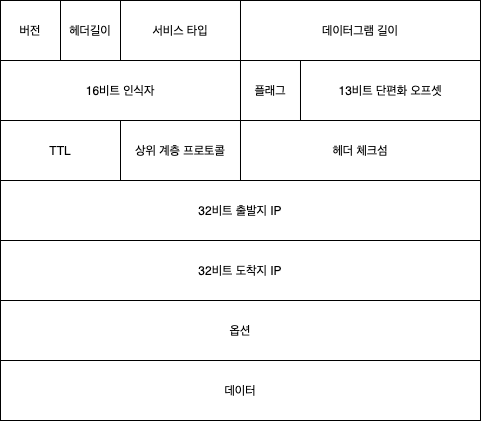 버전
헤더길이
서비스 타입
데이터그램 길이
16비트 인식자
플래그
13비트 단편화 오프셋
TTL
상위 계층 프로토콜
헤더 체크섬
32비트 출발지 IP
32비트 도착지 IP
옵션
데이터